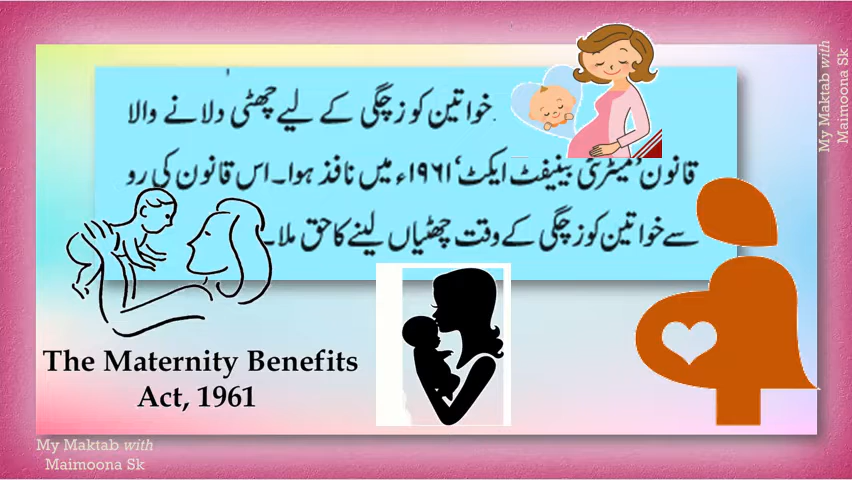 خواتین کو زچگی کے لیے چھٹی دلانے والا
قانون ’میٹرنٹی بینیفٹ ایکٹ‘ ۱۹۶۱ء میں نافذ ہوا۔ اس قانون کی رو
سے خواتین کو زچگی کے وقت چھٹیاں لینے کا حق ملا۔
The Maternity Benefits
Act, 1961
My Maktab with
Maimoona Sk
My Maktab with
Maimoona Sk